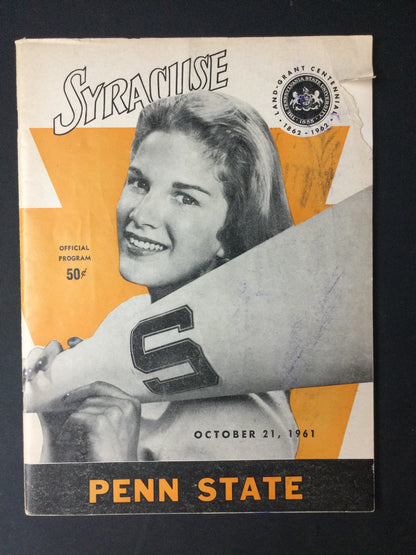 SYRACUSE
LAND-GRANT CENTENNIAL
1862-1962
OFFICIAL
PROGRAM
50¢
S
OCTOBER 21, 1961
PENN STATE